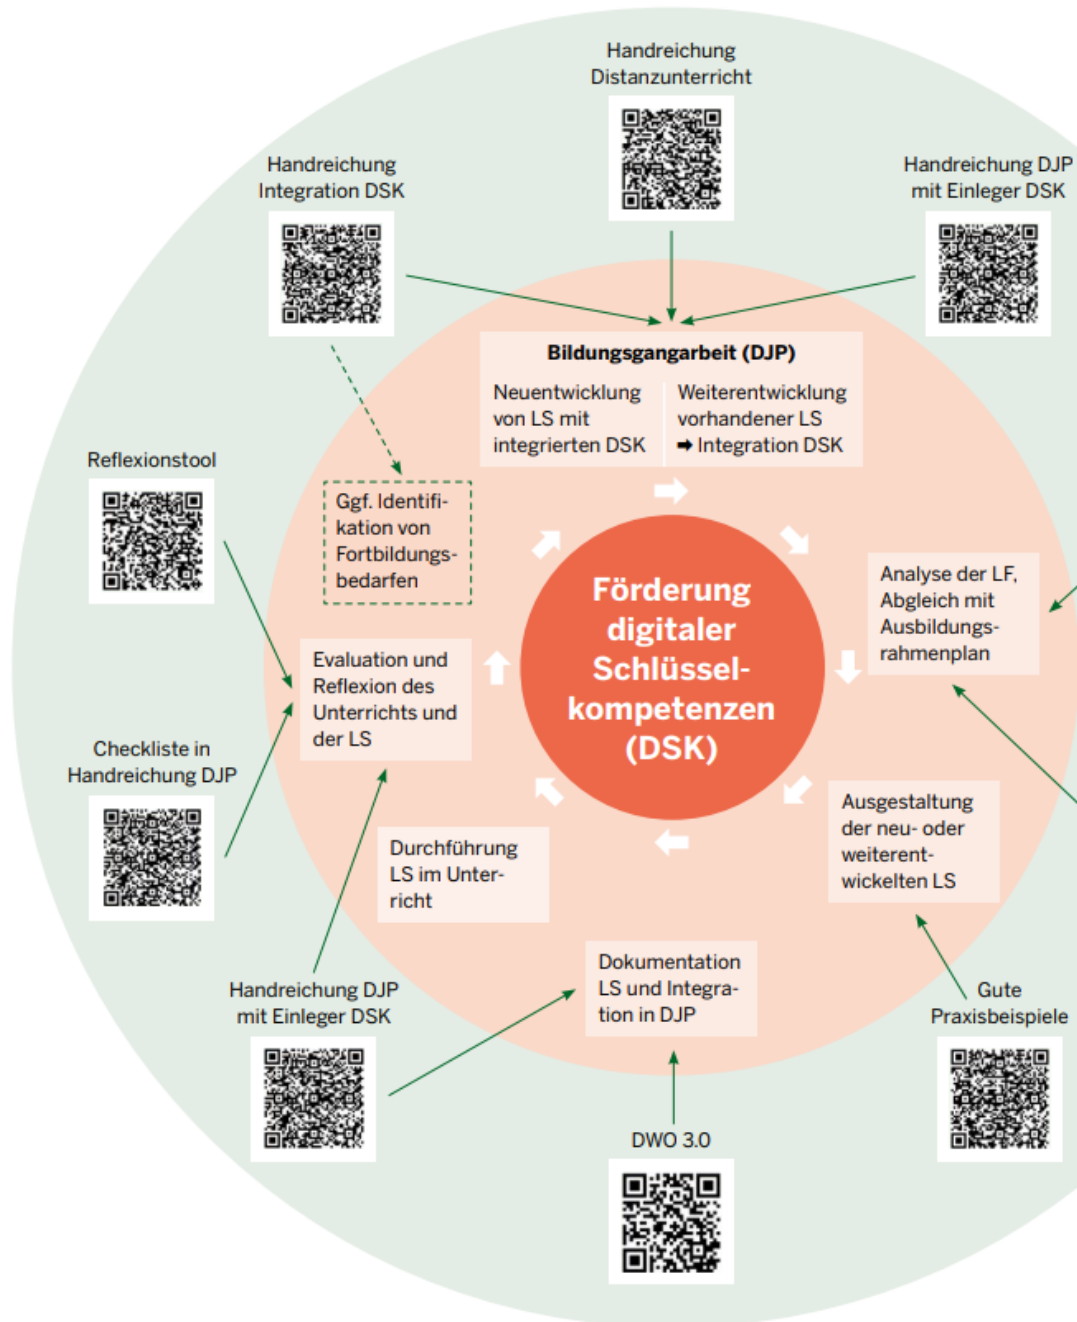 Handreichung
Distanzunterricht
Handreichung
Integration DSK
Handreichung DJP
mit Einleger DSK
Bildungsgangarbeit (DJP)
Neuentwicklung
von LS mit
integrierten DSK
Weiterentwicklung
vorhandener LS
➡ Integration DSK
Reflexionstool
Ggf. Identifi-
kation von
Fortbildungs-
bedarfen
Förderung
digitaler
Schlüssel-
kompetenzen
(DSK)
Analyse der LF,
Abgleich mit
Ausbildungs-
rahmenplan
Evaluation und
Reflexion des
Unterrichts und
der LS
Checkliste in
Handreichung DJP
Ausgestaltung
der neu- oder
weiterent-
wickelten LS
Durchführung
LS im Unter-
richt
Dokumentation
LS und Integra-
tion in DJP
Handreichung DJP
mit Einleger DSK
Gute
Praxisbeispiele
DWO 3.0